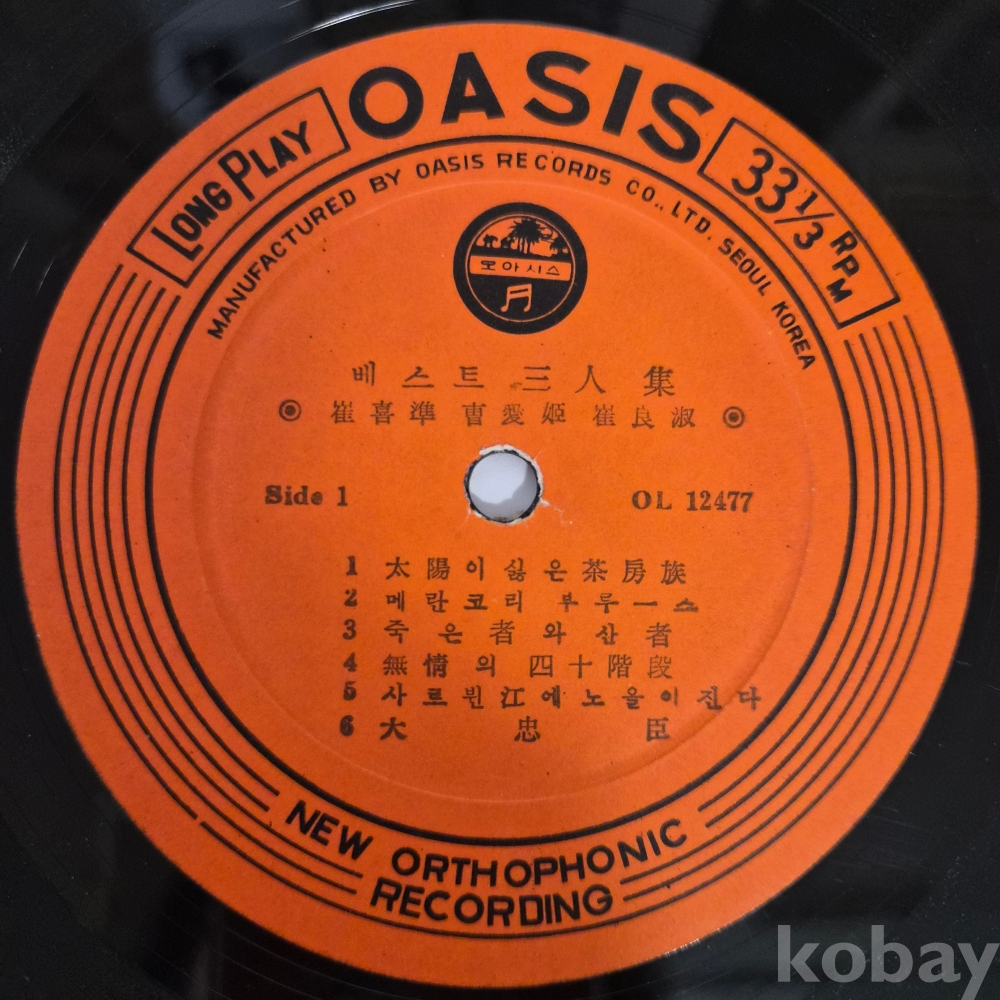 OASIS
LONG PLAY
33 1/3 RPM
MANUFACTURED BY OASIS RECORDS CO., LTD. SEOUL KOREA
오아시스
베스트 三人集
崔喜準 曺愛姬 崔良淑
Side 1 OL 12477
1 太陽이 싫은 茶房族
2 메란코리 부루—스
3 죽은 者와 산 者
4 無情의 四十階段
5 사르빈江에 노을이 진다
6 大忠臣
NEW ORTHOPHONIC
RECORDING
kobay